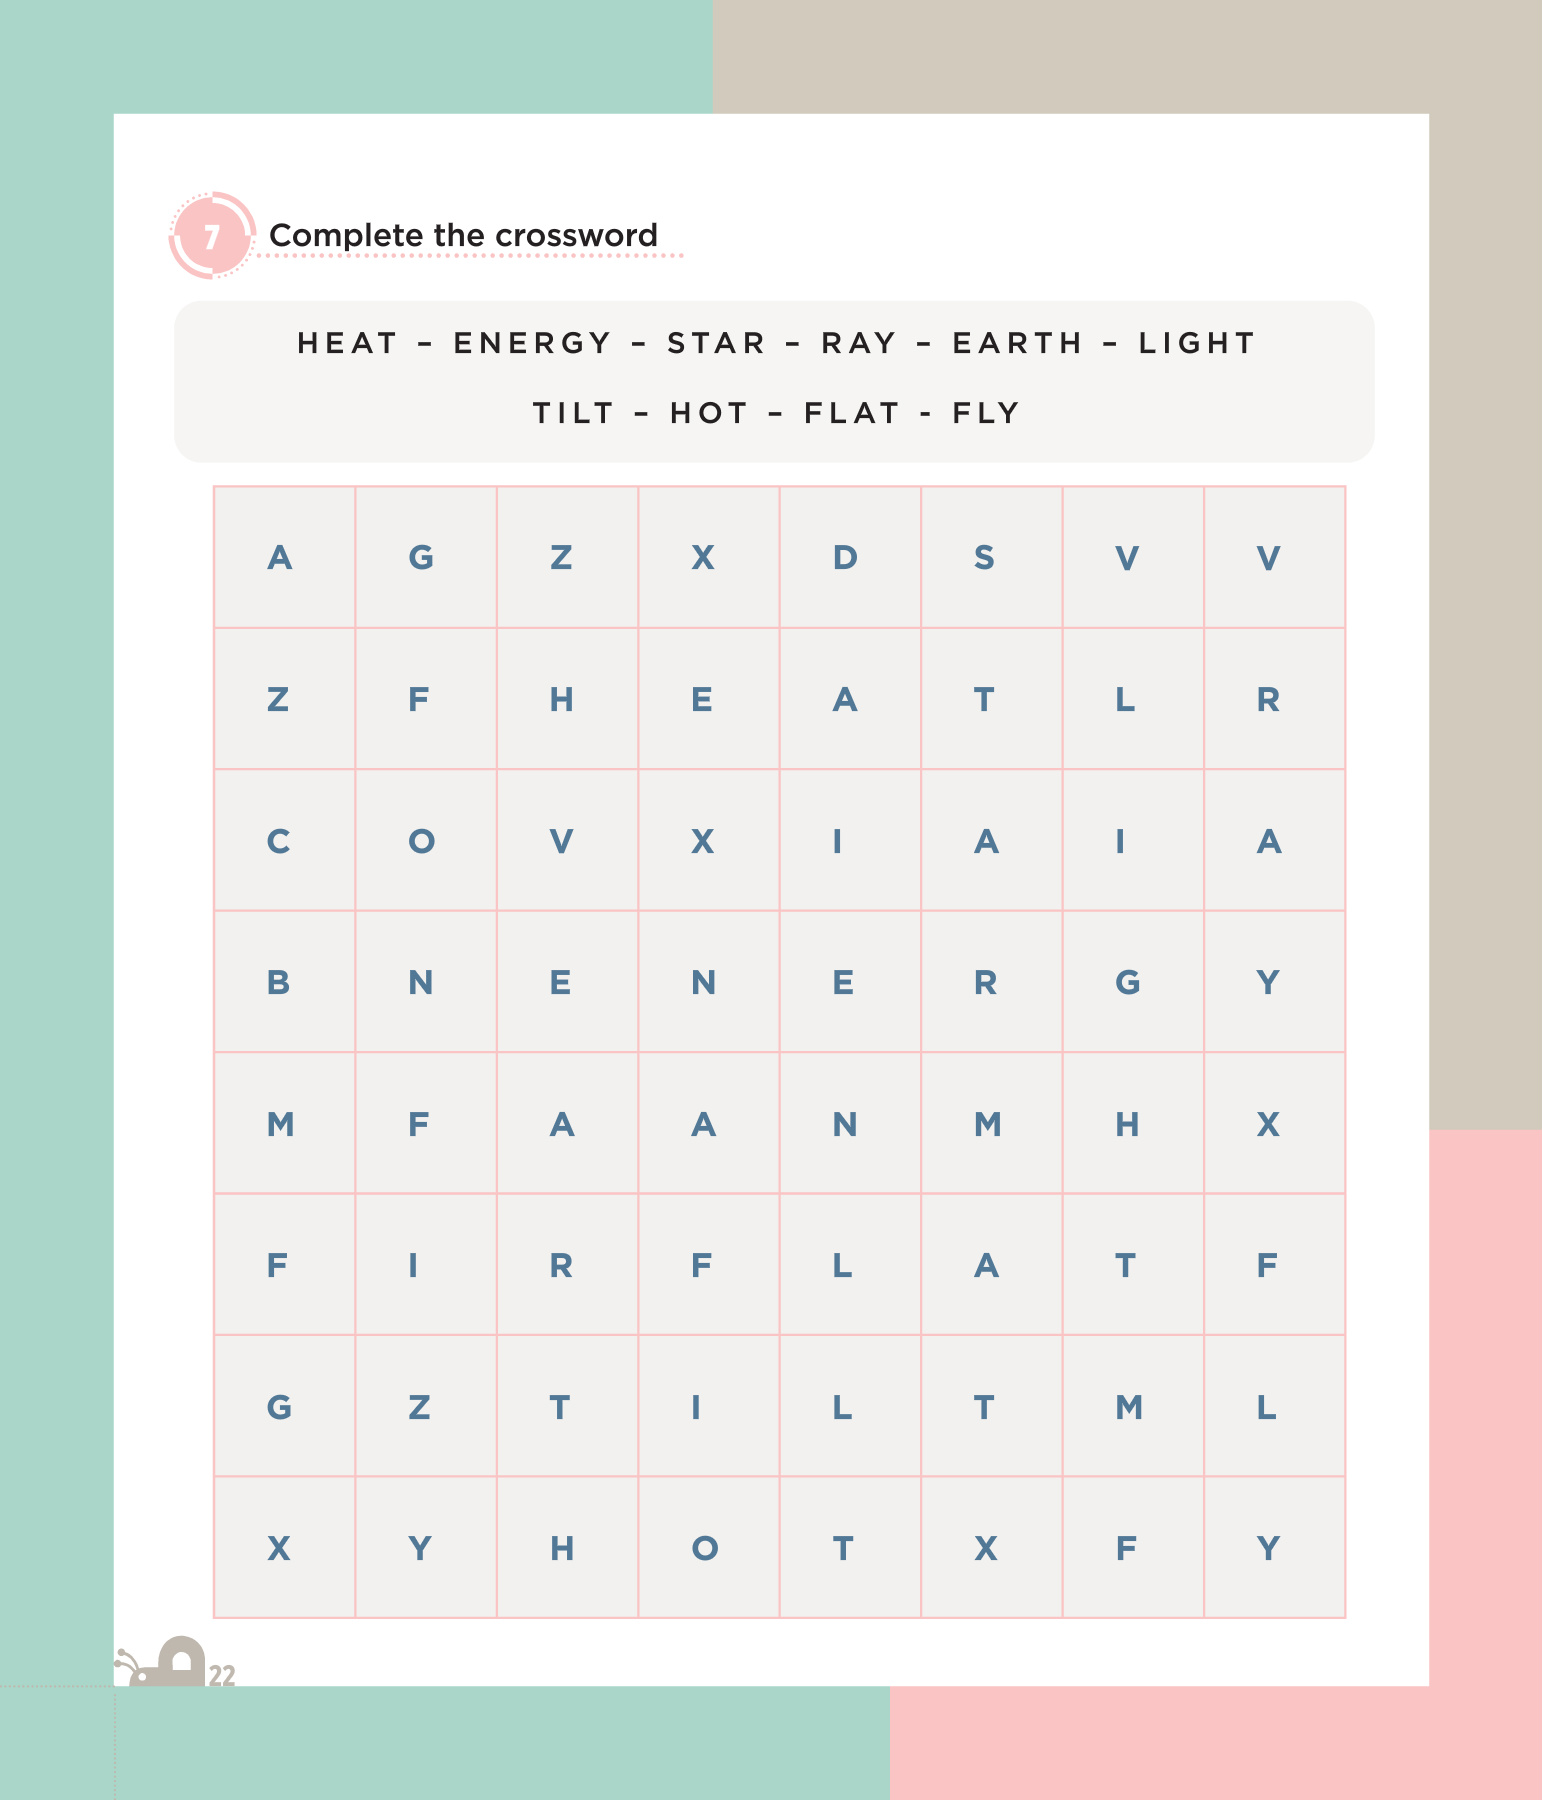 7
Complete the crossword
HEAT – ENERGY – STAR – RAY – EARTH – LIGHT
TILT – HOT – FLAT - FLY
A G Z X D S V V
Z F H E A T L R
C O V X I A I A
B N E N E R G Y
M F A A N M H X
F I R F L A T F
G Z T I L T M L
X Y H O T X F Y
22